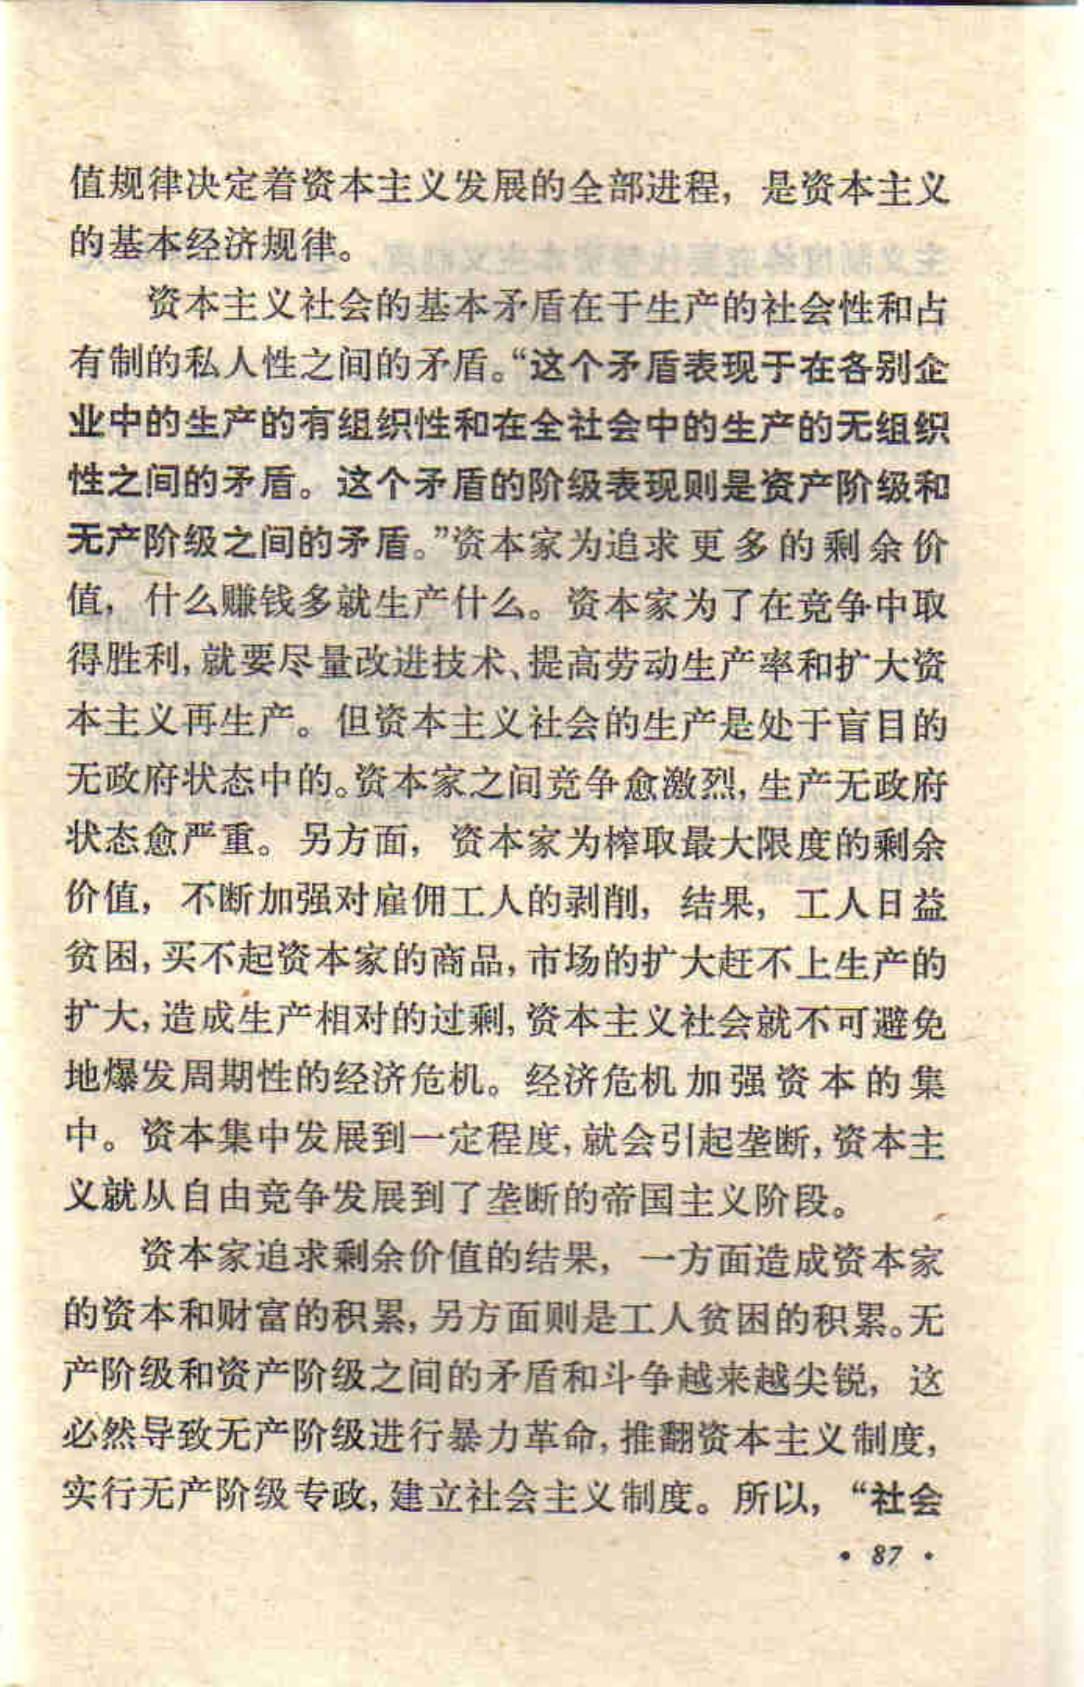 值规律决定着资本主义发展的全部进程，是资本主义
的基本经济规律。
资本主义社会的基本矛盾在于生产的社会性和占
有制的私人性之间的矛盾。“这个矛盾表现于在各别企
业中的生产的有组织性和在全社会中的生产的无组织
性之间的矛盾。这个矛盾的阶级表现则是资产阶级和
无产阶级之间的矛盾。”资本家为追求更多的剩余价
值，什么赚钱多就生产什么。资本家为了在竞争中取
得胜利，就要尽量改进技术、提高劳动生产率和扩大资
本主义再生产。但资本主义社会的生产是处于盲目的
无政府状态中的。资本家之间竞争愈激烈，生产无政府
状态愈严重。另方面，资本家为榨取最大限度的剩余
价值，不断加强对雇佣工人的剥削，结果，工人日益
贫困，买不起资本家的商品，市场的扩大赶不上生产的
扩大，造成生产相对的过剩，资本主义社会就不可避免
地爆发周期性的经济危机。经济危机加强资本的集
中。资本集中发展到一定程度，就会引起垄断，资本主
义就从自由竞争发展到了垄断的帝国主义阶段。
资本家追求剩余价值的结果，一方面造成资本家
的资本和财富的积累，另方面则是工人贫困的积累。无
产阶级和资产阶级之间的矛盾和斗争越来越尖锐，这
必然导致无产阶级进行暴力革命，推翻资本主义制度，
实行无产阶级专政，建立社会主义制度。所以，“社会
• 87 •